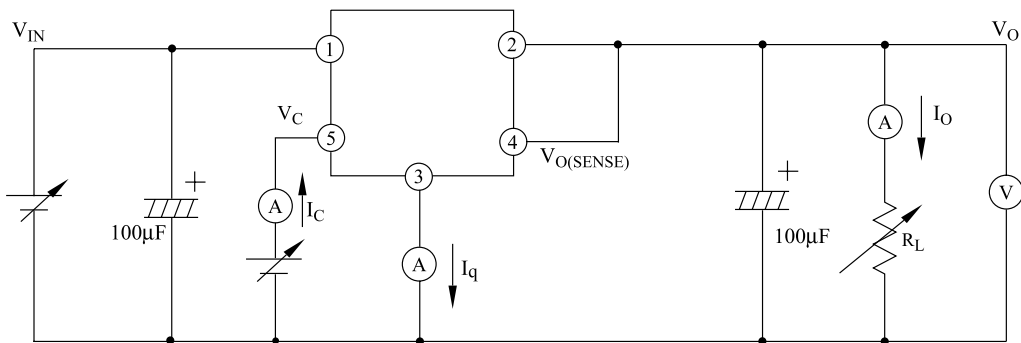 V_IN
1
2
V_O
V_C
5
4
V_O(SENSE)
3
A
I_O
+
100μF
A
I_C
A
I_q
+
100μF
R_L
V